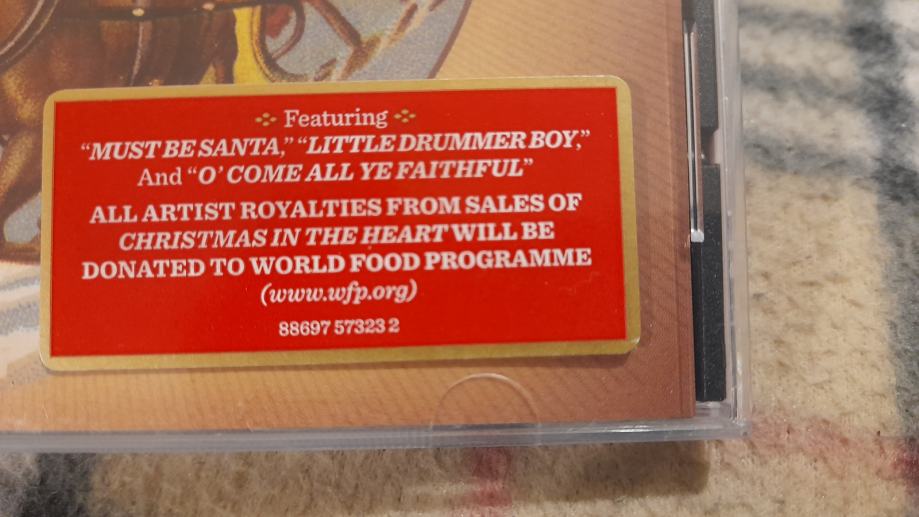 Featuring
“MUST BE SANTA,” “LITTLE DRUMMER BOY,”
And “O’ COME ALL YE FAITHFUL”
ALL ARTIST ROYALTIES FROM SALES OF
CHRISTMAS IN THE HEART WILL BE
DONATED TO WORLD FOOD PROGRAMME
(www.wfp.org)
88697 57323 2